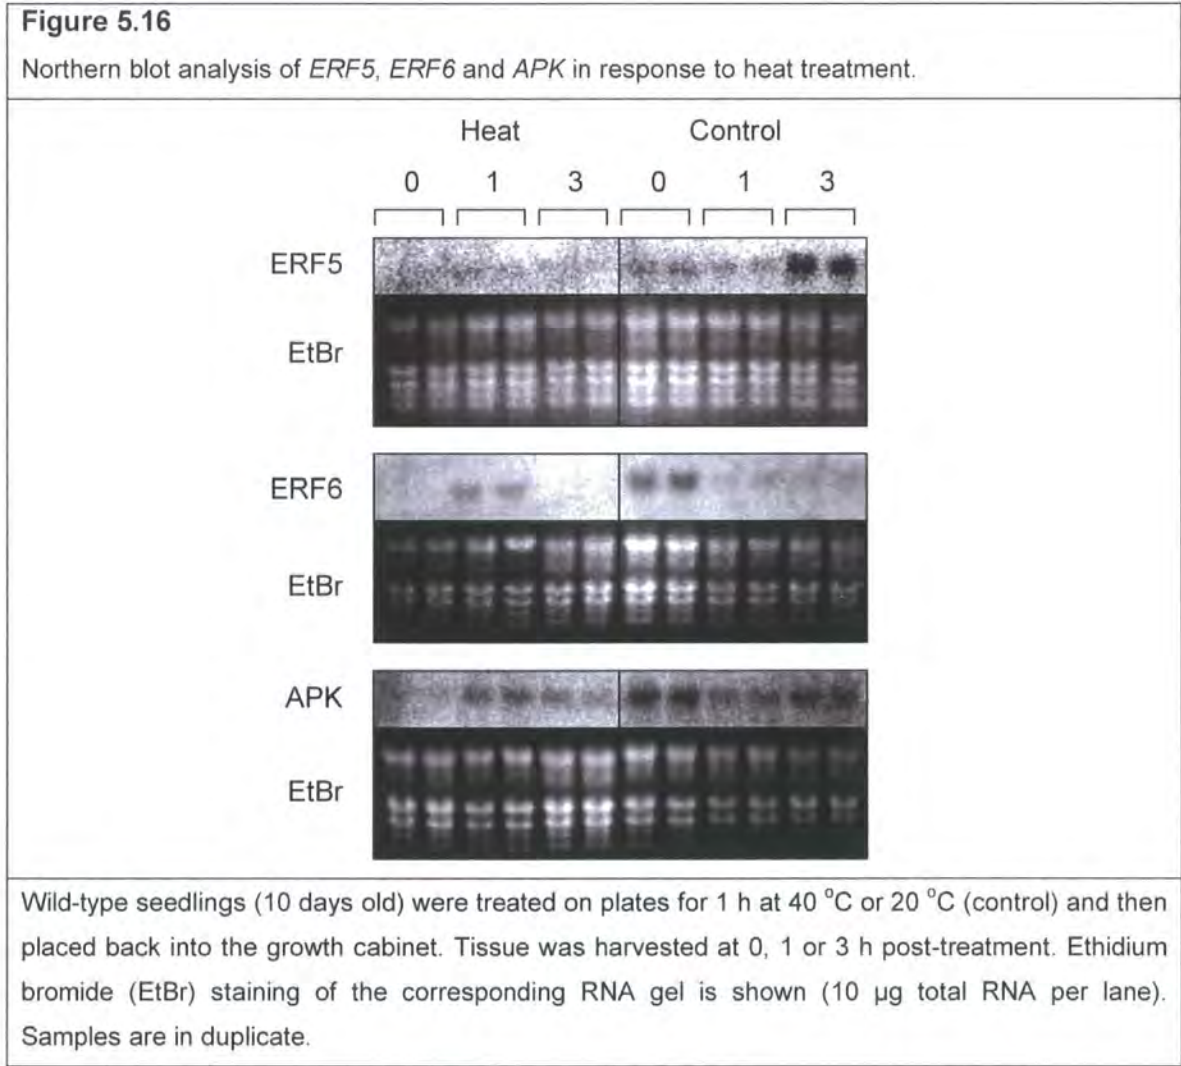 Figure 5.16
Northern blot analysis of ERF5, ERF6 and APK in response to heat treatment.
Heat Control
0 1 3 0 1 3
ERF5
EtBr
ERF6
EtBr
APK
EtBr
Wild-type seedlings (10 days old) were treated on plates for 1 h at 40 °C or 20 °C (control) and then
placed back into the growth cabinet. Tissue was harvested at 0, 1 or 3 h post-treatment. Ethidium
bromide (EtBr) staining of the corresponding RNA gel is shown (10 µg total RNA per lane).
Samples are in duplicate.